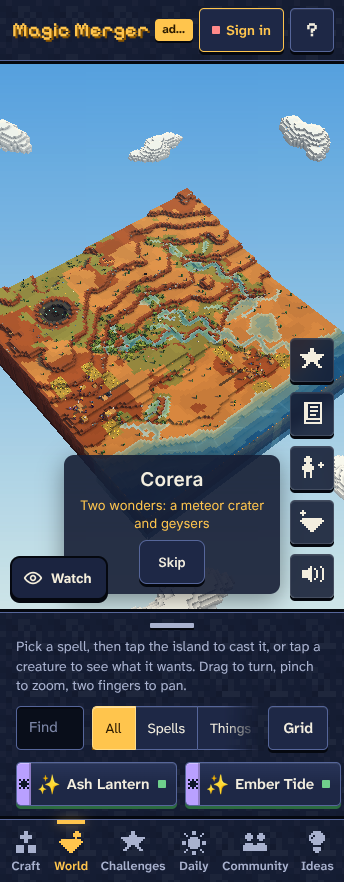 Magic Merger
ad...
Sign in
?
Corera
Two wonders: a meteor crater
and geysers
Skip
Watch
Pick a spell, then tap the island to cast it, or tap a
creature to see what it wants. Drag to turn, pinch
to zoom, two fingers to pan.
Find
All
Spells
Things
Grid
Ash Lantern
Ember Tide
Craft
World
Challenges
Daily
Community
Ideas